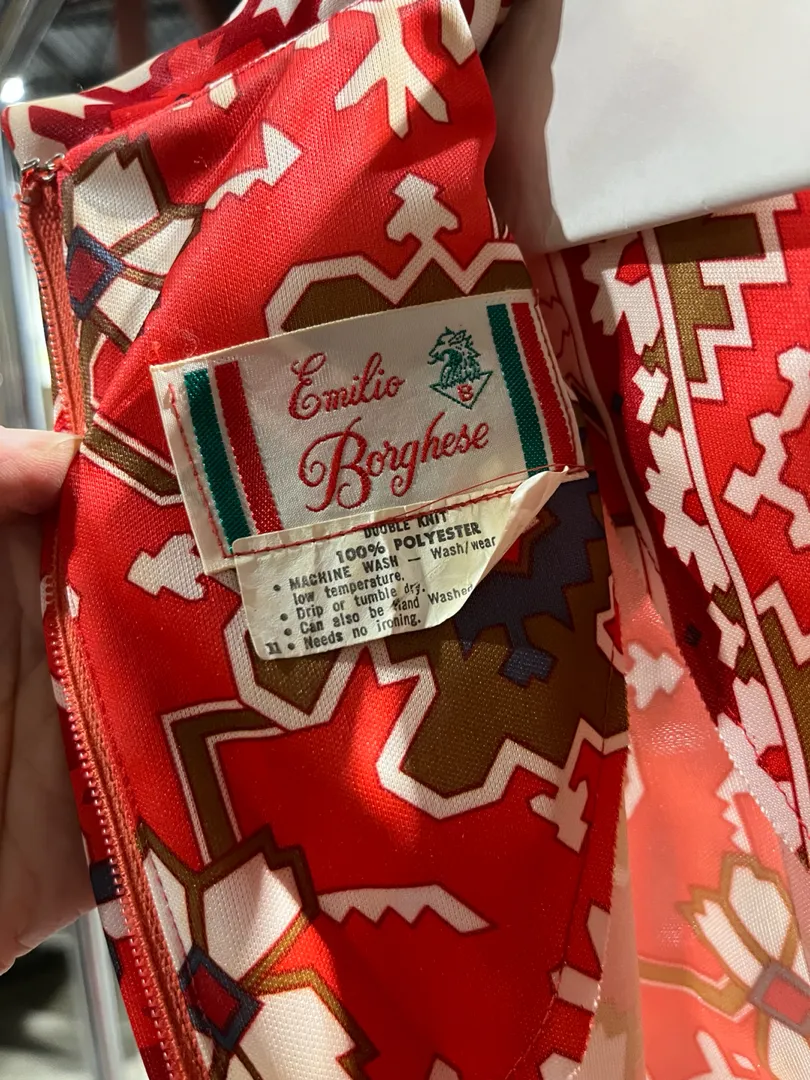 Emilio
B
Borghese
DOUBLE KNIT
100% POLYESTER
• MACHINE WASH — Wash/wear
low temperature.
• Drip or tumble dry.
• Can also be Hand Washed
11 • Needs no ironing.